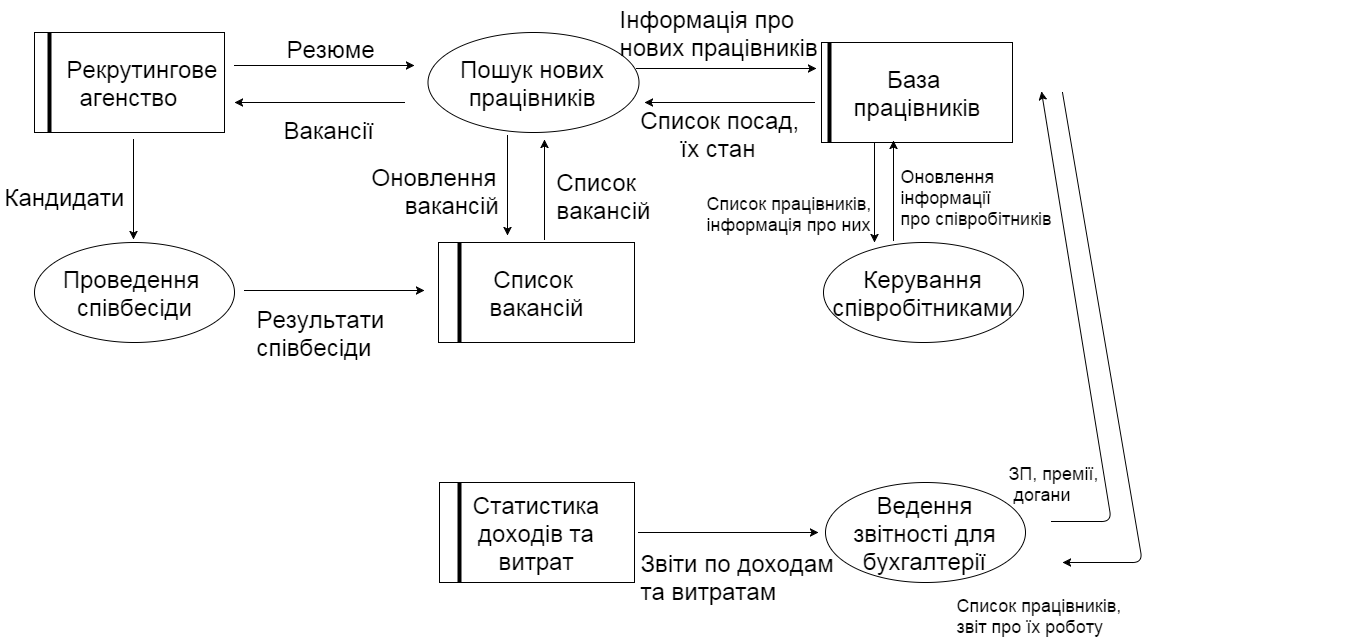 Інформація про
нових працівників
Рекрутингове
агенство
Резюме
Пошук нових
працівників
База
працівників
Вакансії
Список посад,
їх стан
Кандидати
Оновлення
вакансій
Список
вакансій
Список працівників,
інформація про них
Оновлення
інформації
про співробітників
Проведення
співбесіди
Результати
співбесіди
Список
вакансій
Керування
співробітниками
Статистика
доходів та
витрат
Звіти по доходам
та витратам
Ведення
звітності для
бухгалтерії
ЗП, премії,
догани
Список працівників,
звіт про їх роботу